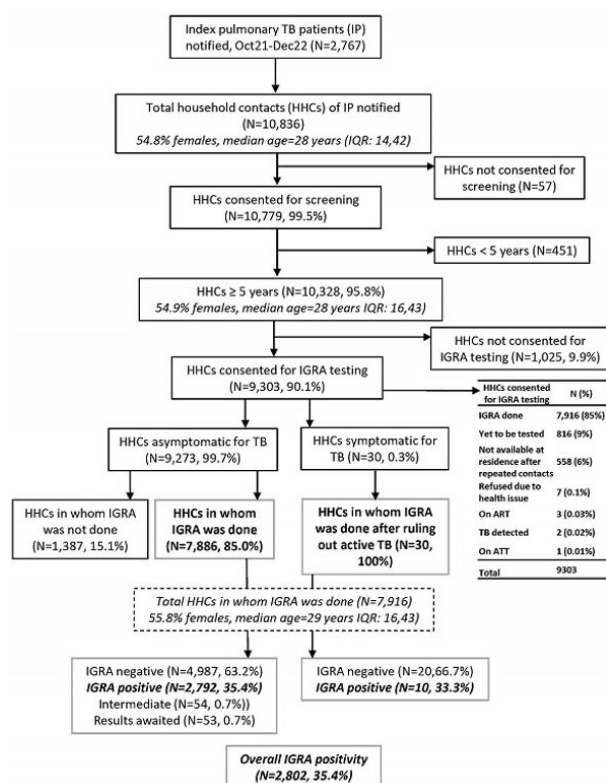 Index pulmonary TB patients (IP)
notified, Oct21-Dec22 (N=2,767)
Total household contacts (HHCs) of IP notified
(N=10,836)
54.8% females, median age=28 years (IQR: 14,42)
HHCs not consented for
screening (N=57)
HHCs consented for screening
(N=10,779, 99.5%)
HHCs < 5 years (N=451)
HHCs ≥ 5 years (N=10,328, 95.8%)
54.9% females, median age=28 years IQR: 16,43)
HHCs not consented for
IGRA testing (N=1,025, 9.9%)
HHCs consented for IGRA testing
(N=9,303, 90.1%)
HHCs consented for IGRA testing N (%)
IGRA done 7,916 (85%)
Yet to be tested 816 (9%)
Not available at
residence after
repeated contacts 558 (6%)
Refused due to
health issue 7 (0.1%)
On ART 3 (0.03%)
TB detected 2 (0.02%)
On ATT 1 (0.01%)
Total 9303
HHCs asymptomatic for TB
(N=9,273, 99.7%)
HHCs symptomatic for
TB (N=30, 0.3%)
HHCs in whom IGRA
was not done
(N=1,387, 15.1%)
HHCs in whom
IGRA was done
(N=7,886, 85.0%)
HHCs in whom IGRA
was done after ruling
out active TB (N=30,
100%)
Total HHCs in whom IGRA was done (N=7,916)
55.8% females, median age=29 years IQR: 16,43)
IGRA negative (N=4,987, 63.2%)
IGRA positive (N=2,792, 35.4%)
Intermediate (N=54, 0.7%))
Results awaited (N=53, 0.7%)
IGRA negative (N=20,66.7%)
IGRA positive (N=10, 33.3%)
Overall IGRA positivity
(N=2,802, 35.4%)